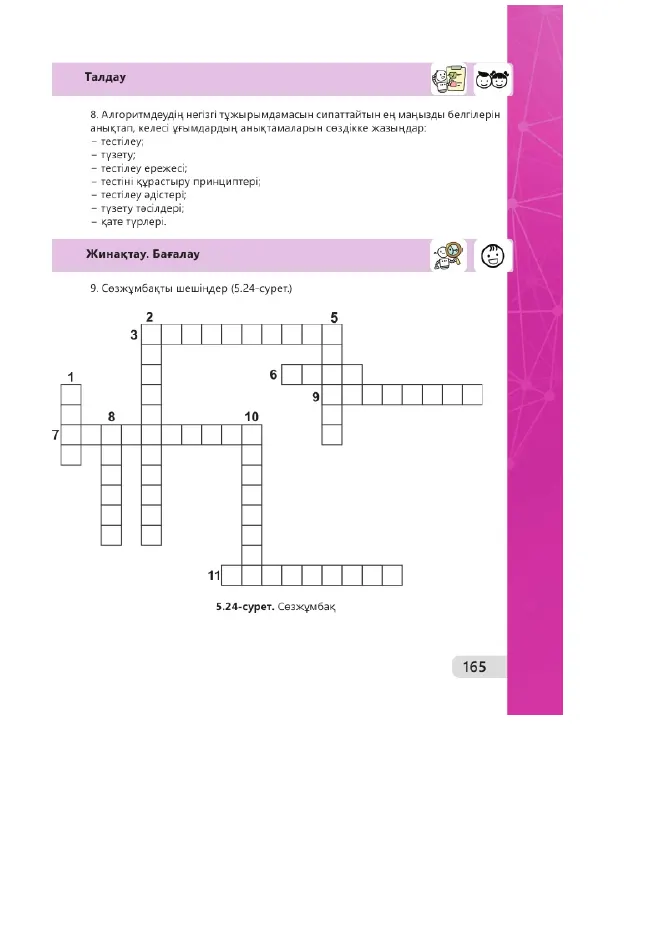 Талдау
8. Алгоритмдеудің негізгі тұжырымдамасын сипаттайтын ең маңызды белгілерін
анықтап, келесі ұғымдардың анықтамаларын сөздікке жазыңдар:
– тестілеу;
– түзету;
– тестілеу ережесі;
– тестіні құрастыру принциптері;
– тестілеу әдістері;
– түзету тәсілдері;
– қате түрлері.
Жинақтау. Бағалау
9. Сөзжұмбақты шешіңдер (5.24-сурет.)
2 5
3
1 6
9
8 10
7
11
5.24-сурет. Сөзжұмбақ
165